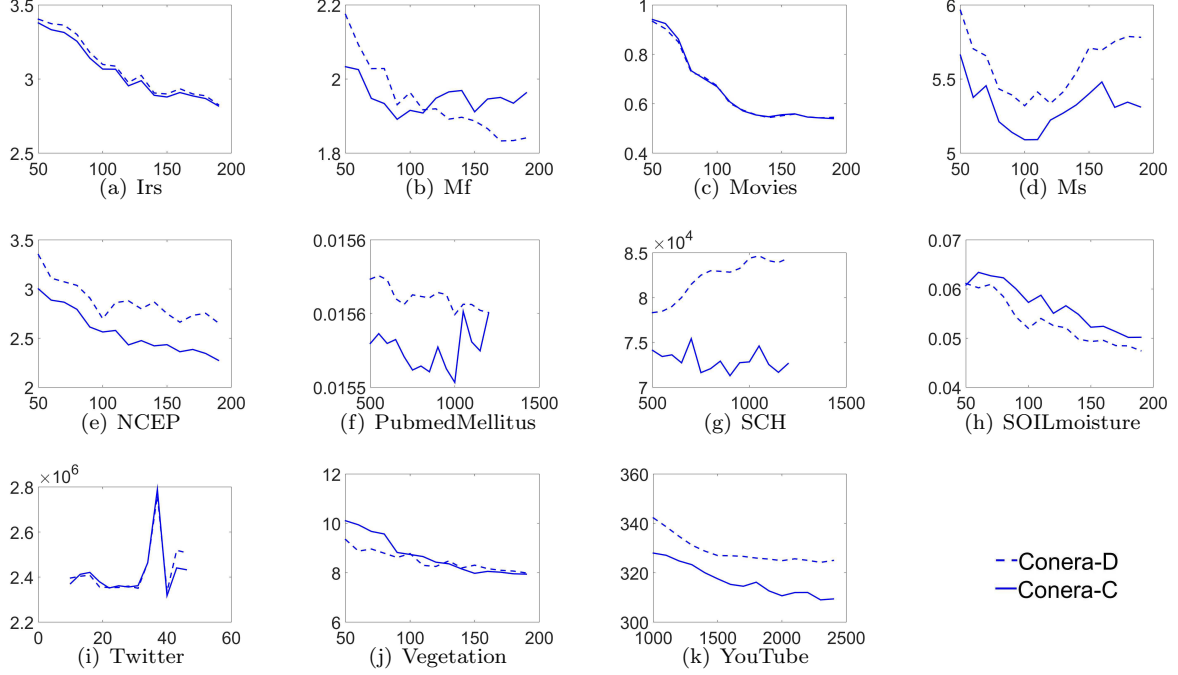 3.5 2.2 1 6
3 2 0.8 5.5
0.6
2.5 1.8 0.4 5
50 100 150 200 50 100 150 200 50 100 150 200 50 100 150 200
(a) Irs (b) Mf (c) Movies (d) Ms
3.5 0.0156 8.5 ×10⁴ 0.07
3 0.0156 8 0.06
2.5 7.5 0.05
2 0.0155 7 0.04
50 100 150 200 500 1000 1500 500 1000 1500 50 100 150 200
(e) NCEP (f) PubmedMellitus (g) SCH (h) SOILmoisture
2.8 ×10⁶ 12 360
2.6 10 340
2.4 8 320
2.2 6 300
0 20 40 60 50 100 150 200 1000 1500 2000 2500
(i) Twitter (j) Vegetation (k) YouTube
Conera-D
Conera-C